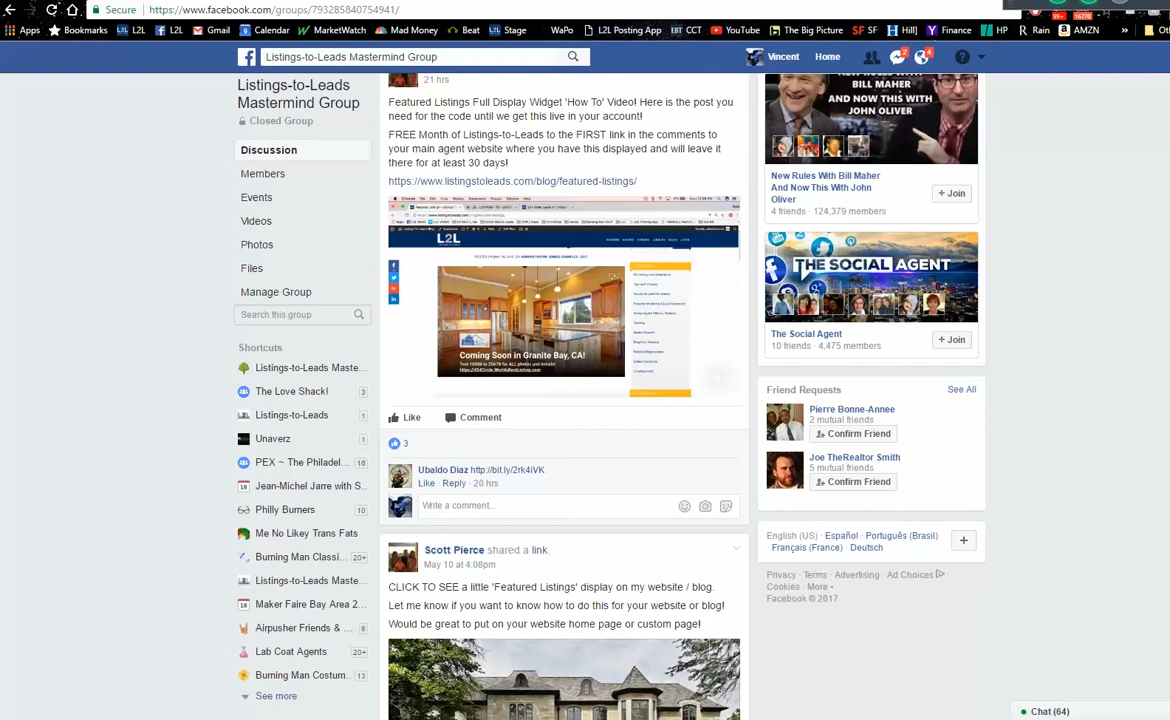 Secure https://www.facebook.com/groups/793285840754941/
99+ 16770
Apps Bookmarks L2L L2L Gmail Calendar MarketWatch Mad Money Beat Stage WaPo L2L Posting App EBT CCT YouTube The Big Picture SF SF Hill] Finance HP R Rain AMZN » Ot
Listings-to-Leads Mastermind Group
Vincent Home 2 4
Listings-to-Leads
Mastermind Group
Closed Group
Discussion
Members
Events
Videos
Photos
Files
Manage Group
Search this group
Shortcuts
Listings-to-Leads Maste...
The Love Shack! 3
Listings-to-Leads 1
Unaverz 1
PEX ~ The Philadel... 16
Jean-Michel Jarre with S...
Philly Burners 10
Me No Likey Trans Fats
Burning Man Classi... 20+
Listings-to-Leads Maste...
Maker Faire Bay Area 2...
Airpusher Friends & ... 6
Lab Coat Agents 20+
Burning Man Costum... 13
See more
21 hrs
Featured Listings Full Display Widget 'How To' Video! Here is the post you
need for the code until we get this live in your account!
FREE Month of Listings-to-Leads to the FIRST link in the comments to
your main agent website where you have this displayed and will leave it
there for at least 30 days!
https://www.listingstoleads.com/blog/featured-listings/
L2L
Coming Soon in Granite Bay, CA!
Like Comment
3
Ubaldo Diaz http://bit.ly/2rk4iVK
Like · Reply · 20 hrs
Write a comment...
Scott Pierce shared a link.
May 10 at 4:08pm
CLICK TO SEE a little 'Featured Listings' display on my website / blog.
Let me know if you want to know how to do this for your website or blog!
Would be great to put on your website home page or custom page!
NEW RULES WITH
BILL MAHER
AND NOW THIS WITH
JOHN OLIVER
New Rules With Bill Maher
And Now This With John
Oliver
4 friends · 124,379 members
+ Join
THE SOCIAL AGENT
The Social Agent
10 friends · 4,475 members
+ Join
Friend Requests See All
Pierre Bonne-Annee
2 mutual friends
Confirm Friend
Joe TheRealtor Smith
5 mutual friends
Confirm Friend
English (US) · Español · Português (Brasil) ·
Français (France) · Deutsch
+
Privacy · Terms · Advertising · Ad Choices
Cookies · More
Facebook © 2017
Chat (64)